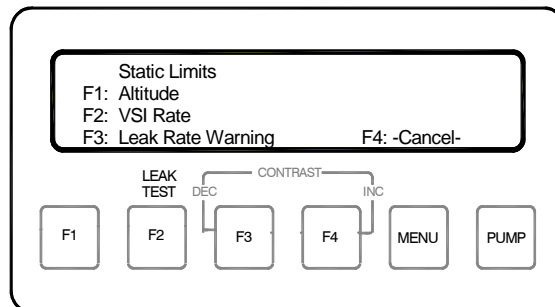 Static Limits
F1: Altitude
F2: VSI Rate
F3: Leak Rate Warning F4: -Cancel-
LEAK
TEST
CONTRAST
DEC INC
F1 F2 F3 F4 MENU PUMP